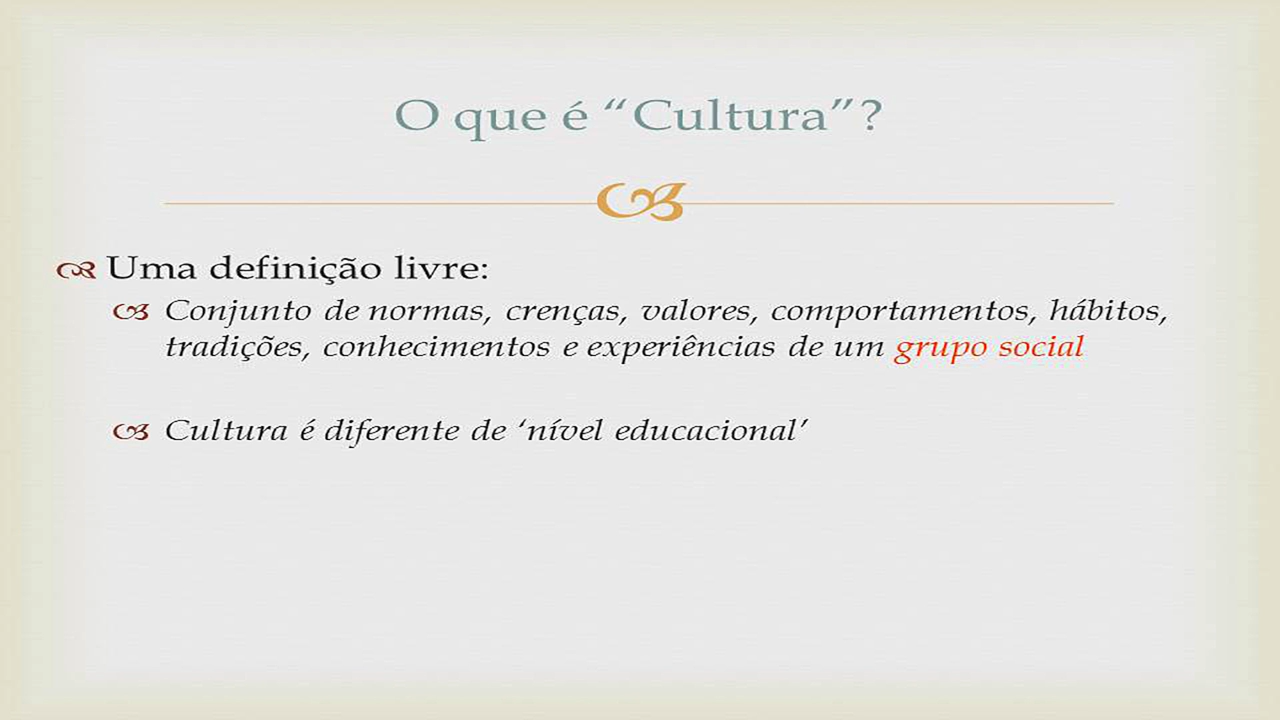 O que é “Cultura”?
Uma definição livre:
Conjunto de normas, crenças, valores, comportamentos, hábitos,
tradições, conhecimentos e experiências de um grupo social
Cultura é diferente de ‘nível educacional’